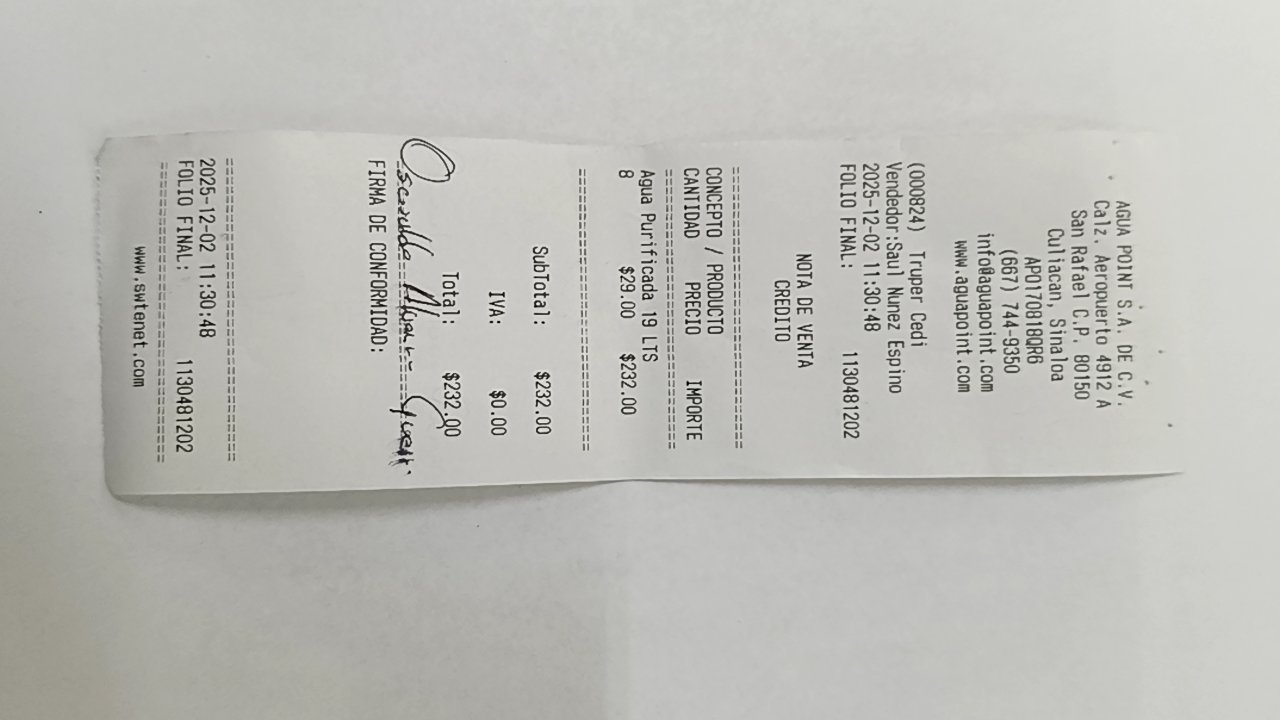 AGUA POINT S.A. DE C.V.
Calz. Aeropuerto 4912 A
San Rafael C.P. 80150
Culiacan, Sinaloa
APO170818QR6
(667) 744-9350
info@aguapoint.com
www.aguapoint.com
(000824) Truper Cedi
Vendedor:Saul Nunez Espino
2025-12-02 11:30:48
FOLIO FINAL: 1130481202
NOTA DE VENTA
CREDITO
CONCEPTO / PRODUCTO
CANTIDAD PRECIO IMPORTE
Agua Purificada 19 LTS
8 $29.00 $232.00
SubTotal: $232.00
IVA: $0.00
Total: $232.00
FIRMA DE CONFORMIDAD:
2025-12-02 11:30:48
FOLIO FINAL: 1130481202
www.swtenet.com